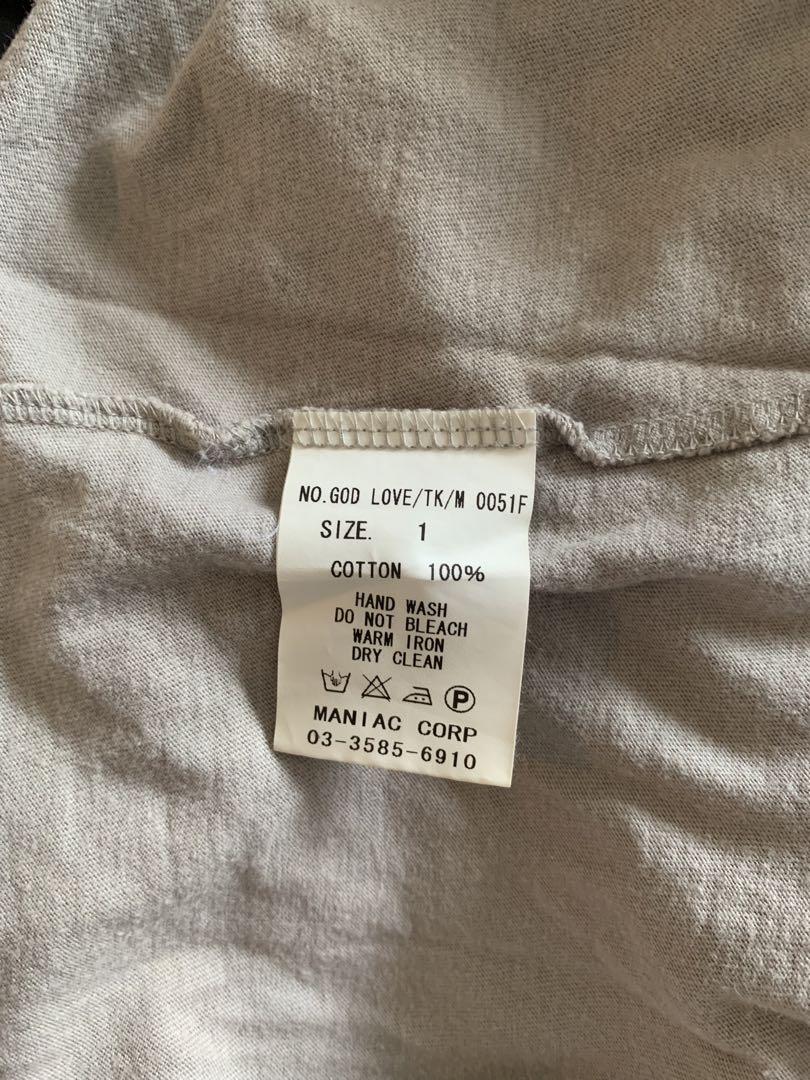 NO.GOD LOVE/TK/M 0051F
SIZE. 1
COTTON 100%
HAND WASH
DO NOT BLEACH
WARM IRON
DRY CLEAN
P
MANIAC CORP
03-3585-6910